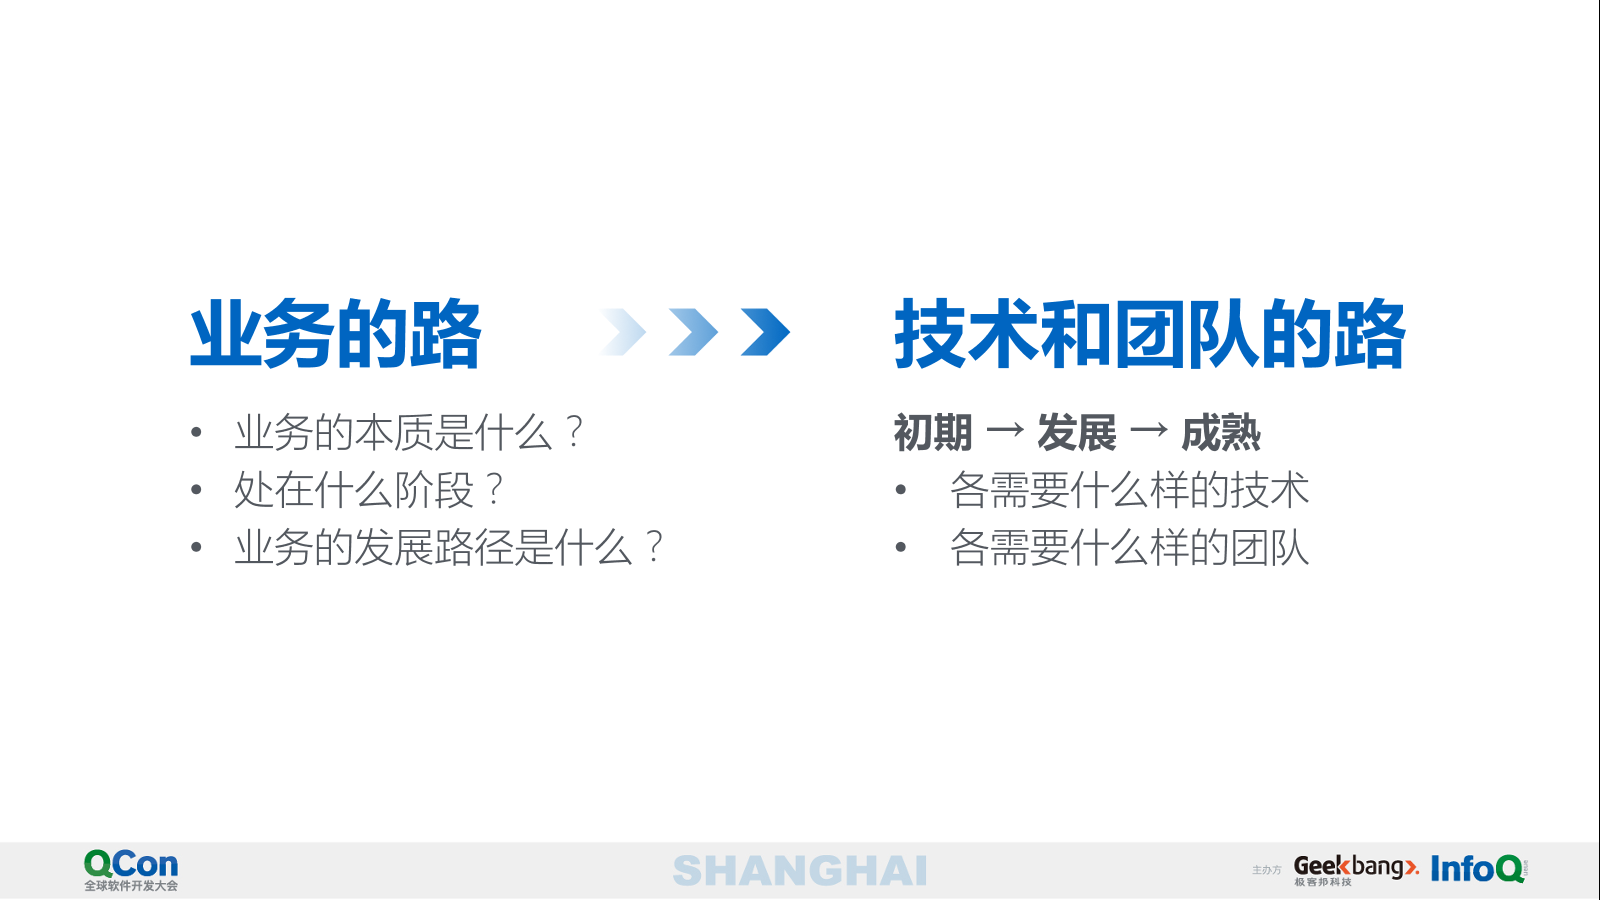 业务的路
业务的本质是什么？
处在什么阶段？
业务的发展路径是什么？
技术和团队的路
初期 → 发展 → 成熟
各需要什么样的技术
各需要什么样的团队
QCon
全球软件开发大会
SHANGHAI
主办方
Geekbang
极客邦科技
InfoQ